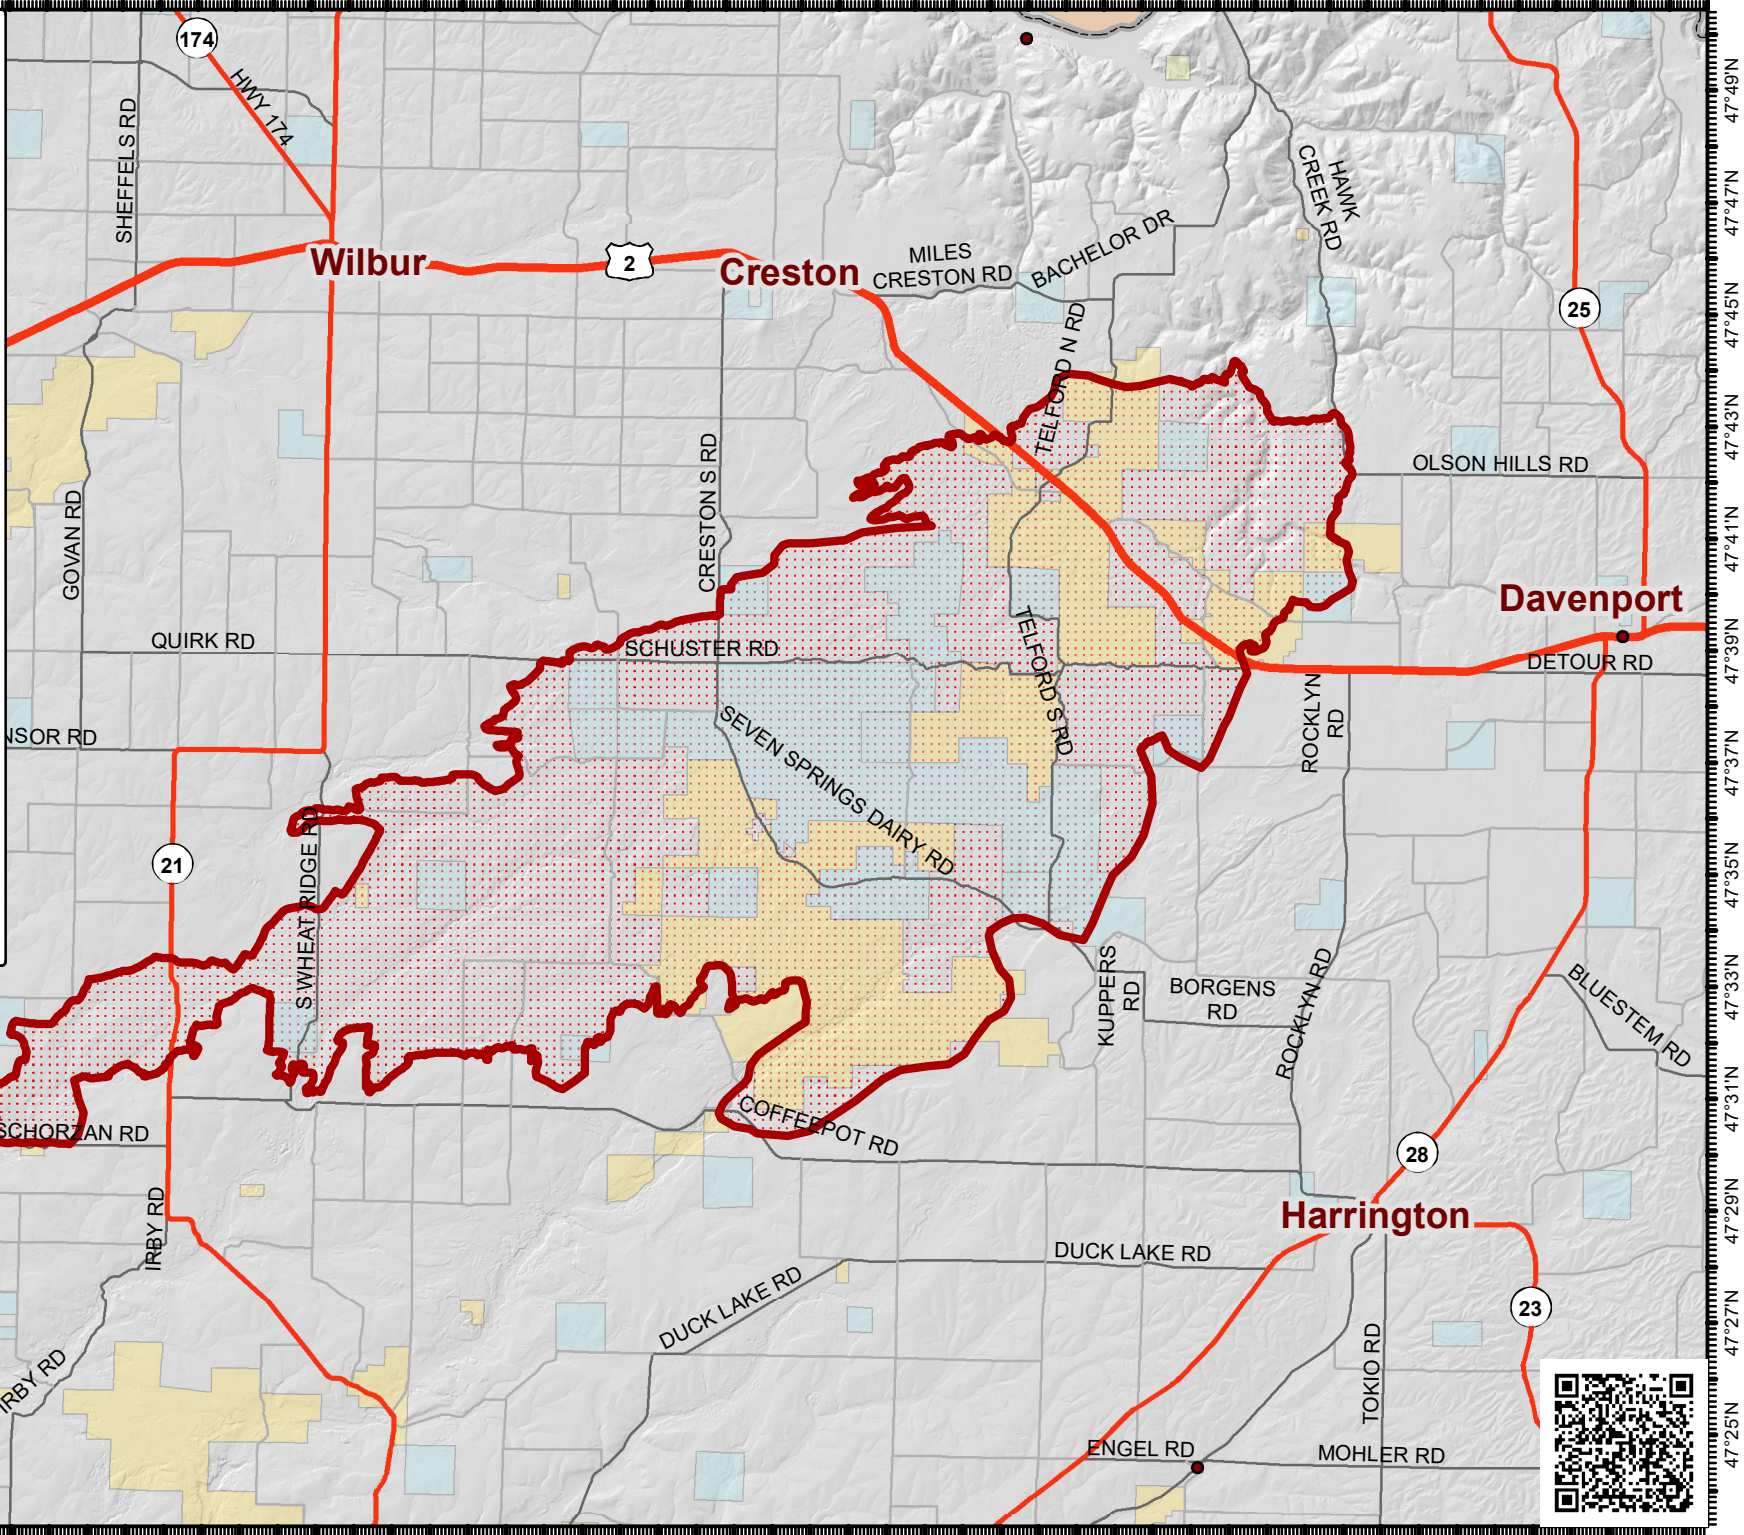 174
HWY 174
SHEFFELS RD
47°49'N
HAWK
CREEK RD
47°47'N
Wilbur
2
Creston
MILES
CRESTON RD
BACHELOR DR
25
47°45'N
TELFORD N RD
47°43'N
OLSON HILLS RD
CRESTON S RD
GOVAN RD
47°41'N
Davenport
QUIRK RD
SCHUSTER RD
TELFORD S RD
DETOUR RD
47°39'N
NSOR RD
SEVEN SPRINGS DAIRY RD
ROCKLYN
RD
47°37'N
21
S WHEAT RIDGE RD
47°35'N
KUPPERS
RD
BORGENS
RD
ROCKLYN RD
BLUESTEM RD
47°33'N
SCHORZAN RD
COFFEEPOT RD
47°31'N
28
IRBY RD
Harrington
47°29'N
DUCK LAKE RD
DUCK LAKE RD
23
47°27'N
IRBY RD
TOKIO RD
ENGEL RD
MOHLER RD
47°25'N